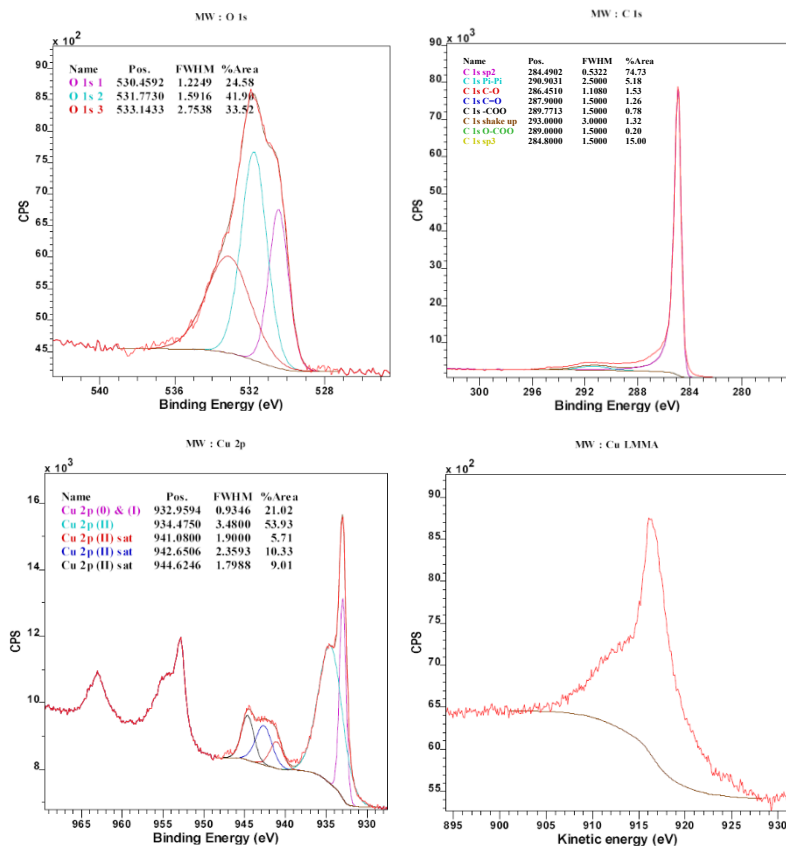 MW : O 1s
x 10²
Name Pos. FWHM %Area
O 1s 1 530.4592 1.2249 24.58
O 1s 2 531.7730 1.5916 41.90
O 1s 3 533.1433 2.7538 33.52
90
85
80
75
70
65
60
55
50
45
CPS
540 536 532 528
Binding Energy (eV)
MW : C 1s
x 10³
Name Pos. FWHM %Area
C 1s sp2 284.4902 0.5322 74.73
C 1s Pi-Pi 290.9031 2.5000 5.18
C 1s C-O 286.4510 1.1080 1.53
C 1s C=O 287.9000 1.5000 1.26
C 1s -COO 289.7713 1.5000 0.78
C 1s shake up 293.0000 3.0000 1.32
C 1s O-COO 289.0000 1.5000 0.20
C 1s sp3 284.8000 1.5000 15.00
90
80
70
60
50
40
30
20
10
CPS
300 296 292 288 284 280
Binding Energy (eV)
MW : Cu 2p
x 10³
Name Pos. FWHM %Area
Cu 2p (0) & (I) 932.9594 0.9346 21.02
Cu 2p (II) 934.4750 3.4800 53.93
Cu 2p (II) sat 941.0800 1.9000 5.71
Cu 2p (II) sat 942.6506 2.3593 10.33
Cu 2p (II) sat 944.6246 1.7988 9.01
16
14
12
10
8
CPS
965 960 955 950 945 940 935 930
Binding Energy (eV)
MW : Cu LMMA
x 10²
90
85
80
75
70
65
60
55
CPS
895 900 905 910 915 920 925 930
Kinetic energy (eV)